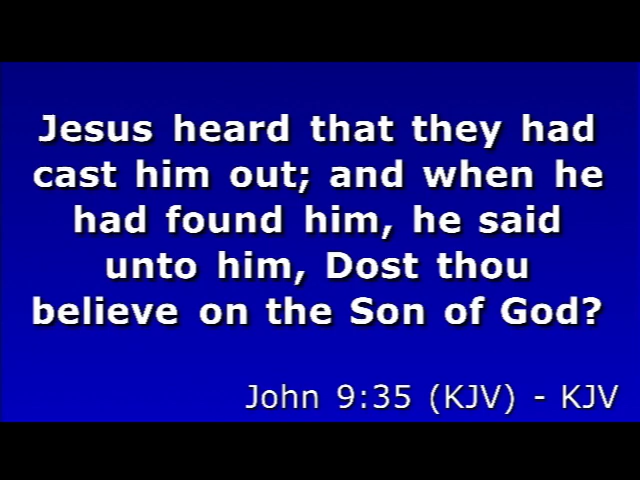 Jesus heard that they had
cast him out; and when he
had found him, he said
unto him, Dost thou
believe on the Son of God?
John 9:35 (KJV) - KJV